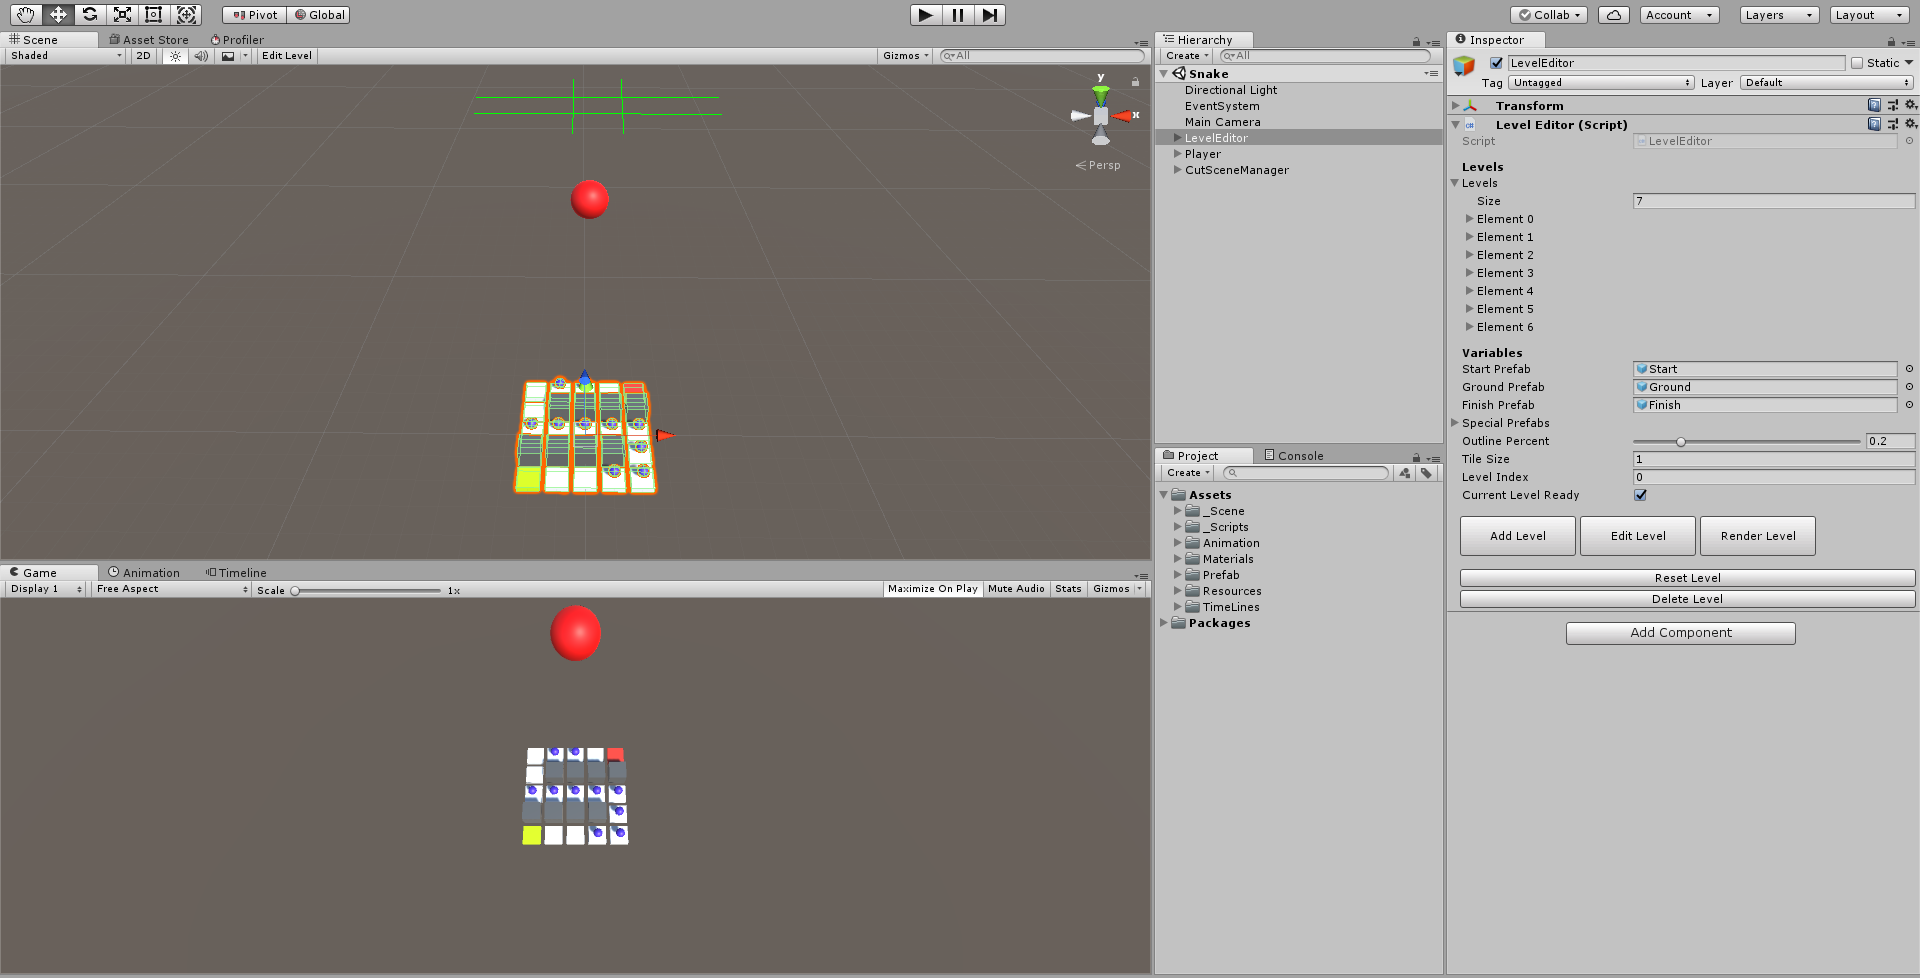 Pivot Global Collab Account Layers Layout
Scene Asset Store Profiler
Shaded 2D Edit Level Gizmos All
y
x
Persp
Game Animation Timeline
Display 1 Free Aspect Scale 1x Maximize On Play Mute Audio Stats Gizmos
Hierarchy
Create All
Snake
Directional Light
EventSystem
Main Camera
LevelEditor
Player
CutSceneManager
Project Console
Create
Assets
_Scene
_Scripts
Animation
Materials
Prefab
Resources
TimeLines
Packages
Inspector
LevelEditor Static
Tag Untagged Layer Default
Transform
Level Editor (Script)
Script LevelEditor
Levels
Levels
Size 7
Element 0
Element 1
Element 2
Element 3
Element 4
Element 5
Element 6
Variables
Start Prefab Start
Ground Prefab Ground
Finish Prefab Finish
Special Prefabs
Outline Percent 0.2
Tile Size 1
Level Index 0
Current Level Ready
Add Level Edit Level Render Level
Reset Level
Delete Level
Add Component